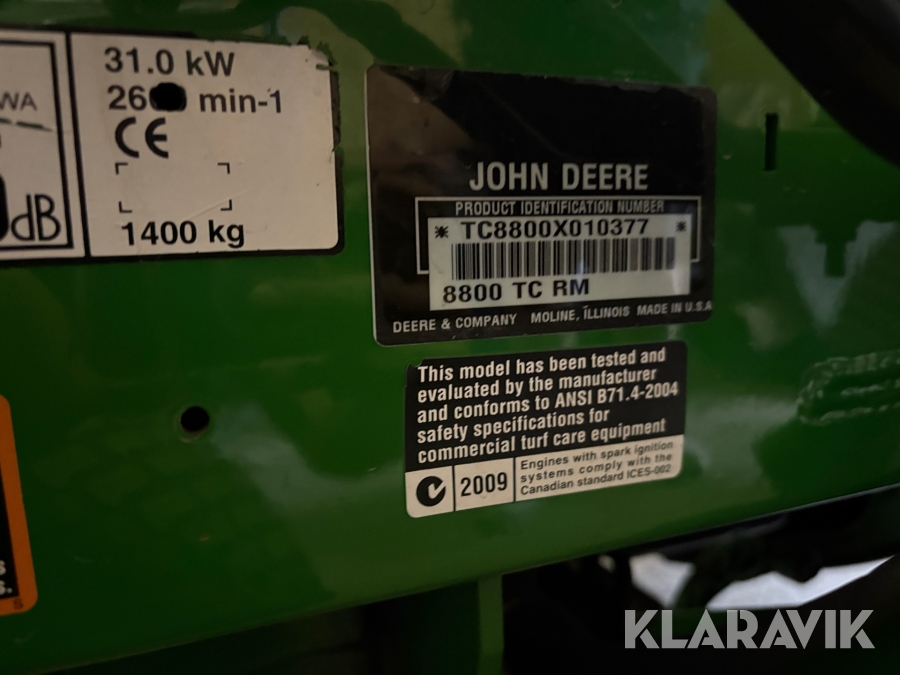 WA
dB
31.0 kW
26 min-1
CE
1400 kg
JOHN DEERE
PRODUCT IDENTIFICATION NUMBER
* TC8800X010377 *
8800 TC RM
DEERE & COMPANY MOLINE, ILLINOIS MADE IN U.S.A
This model has been tested and
evaluated by the manufacturer
and conforms to ANSI B71.4-2004
safety specifications for
commercial turf care equipment
2009
Engines with spark ignition
systems comply with the
Canadian standard ICES-002
KLARAVIK